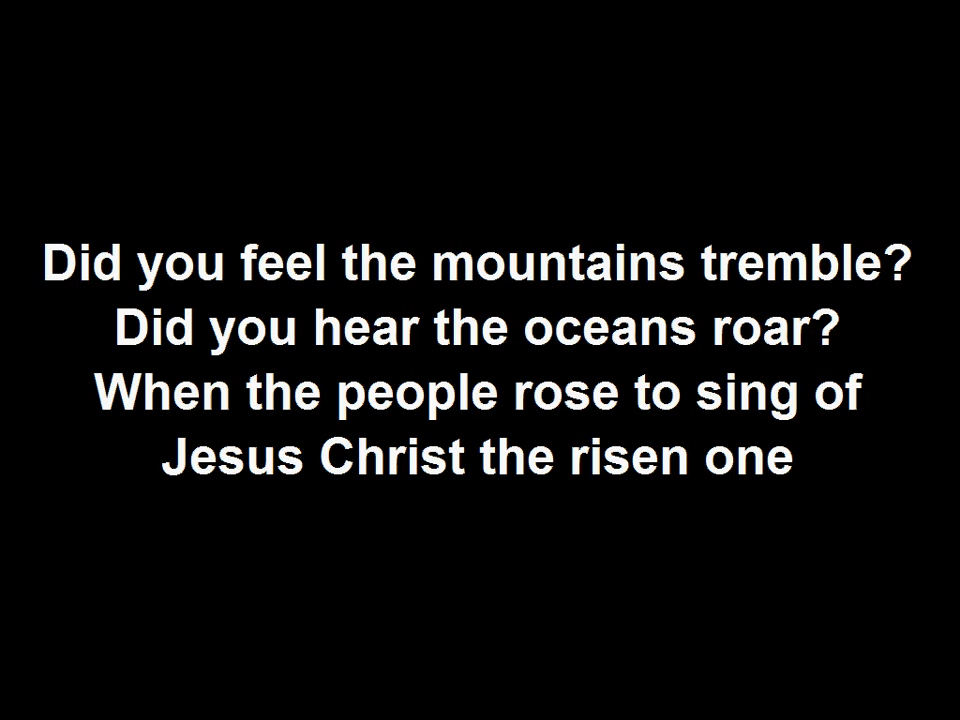 Did you feel the mountains tremble?
Did you hear the oceans roar?
When the people rose to sing of
Jesus Christ the risen one